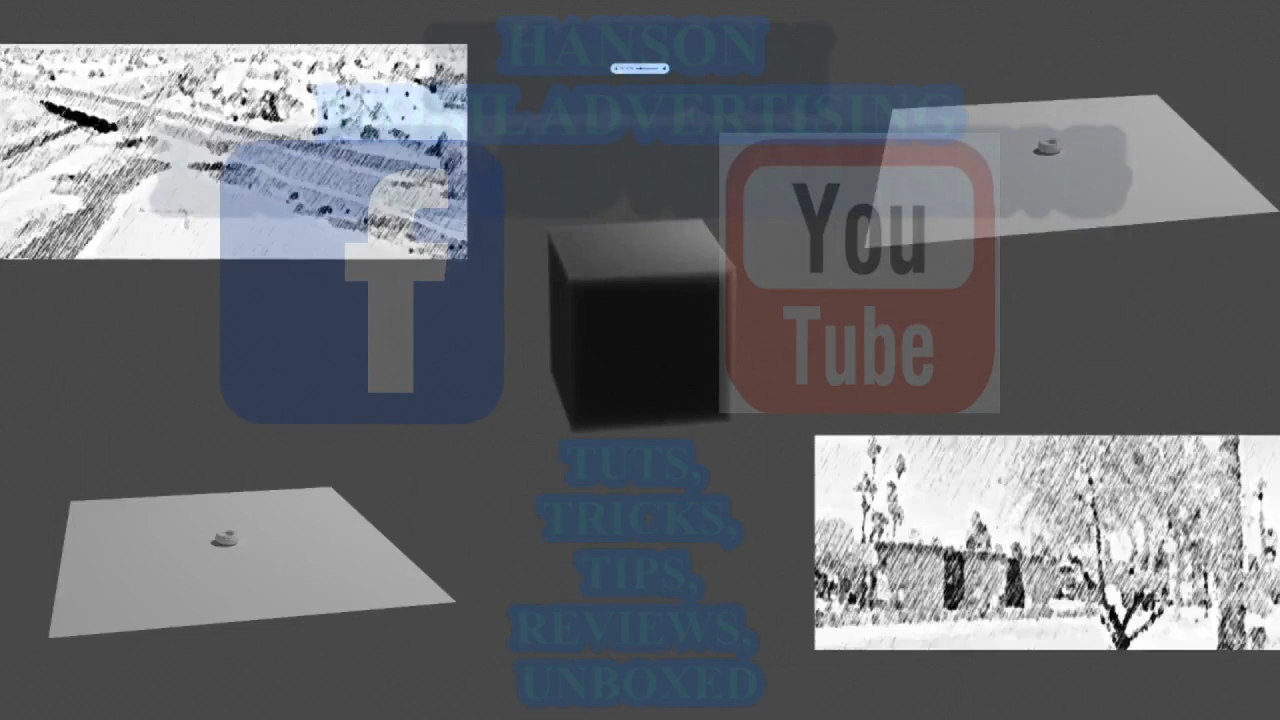 HANSON
ADVERTISING
You
Tube
f
TUTS,
TRICKS,
TIPS,
REVIEWS,
UNBOXED